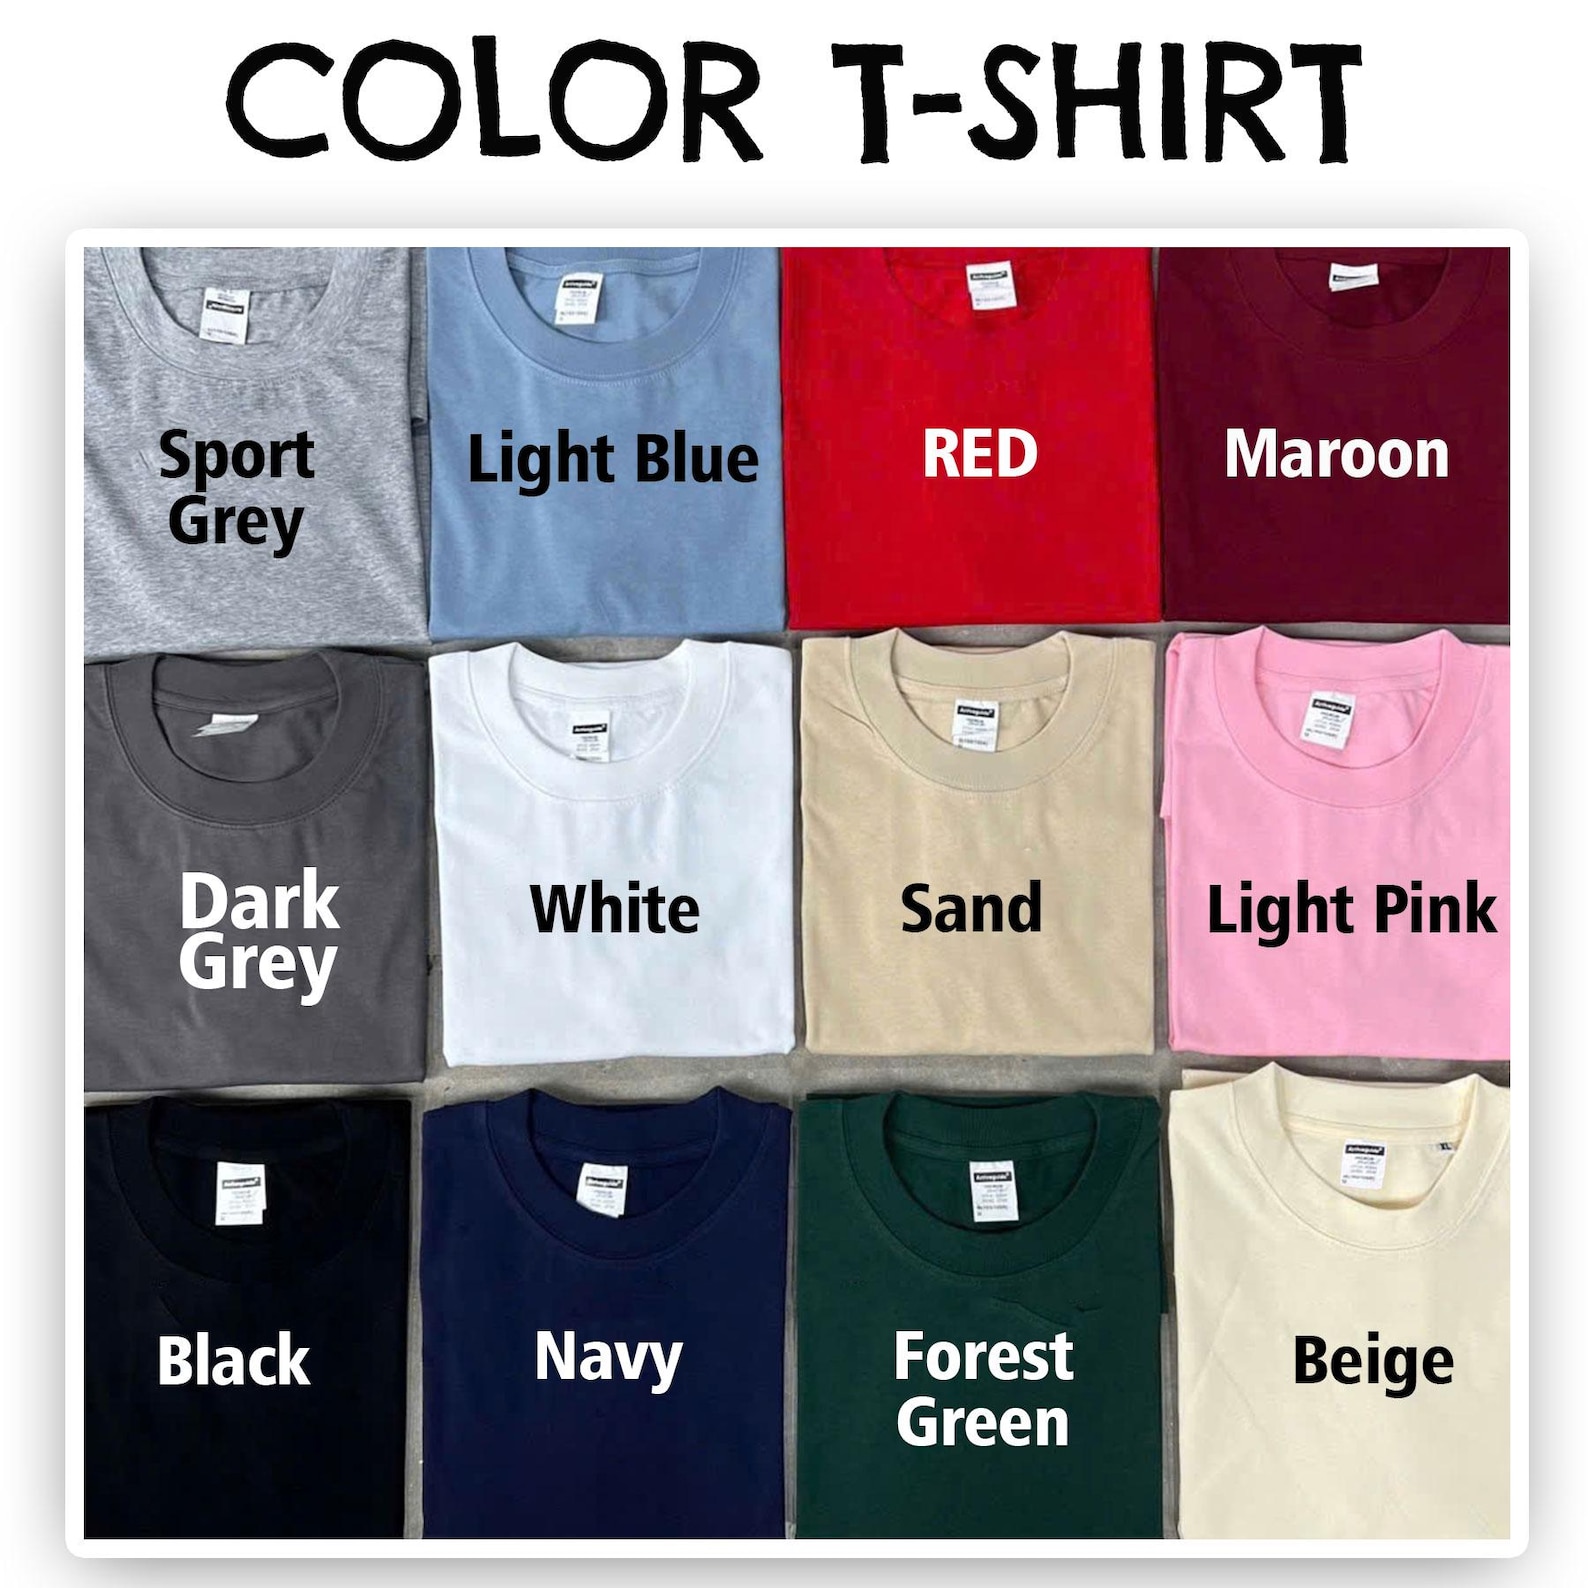 COLOR T-SHIRT
Sport
Grey
Light Blue
RED
Maroon
Dark
Grey
White
Sand
Light Pink
Black
Navy
Forest
Green
Beige